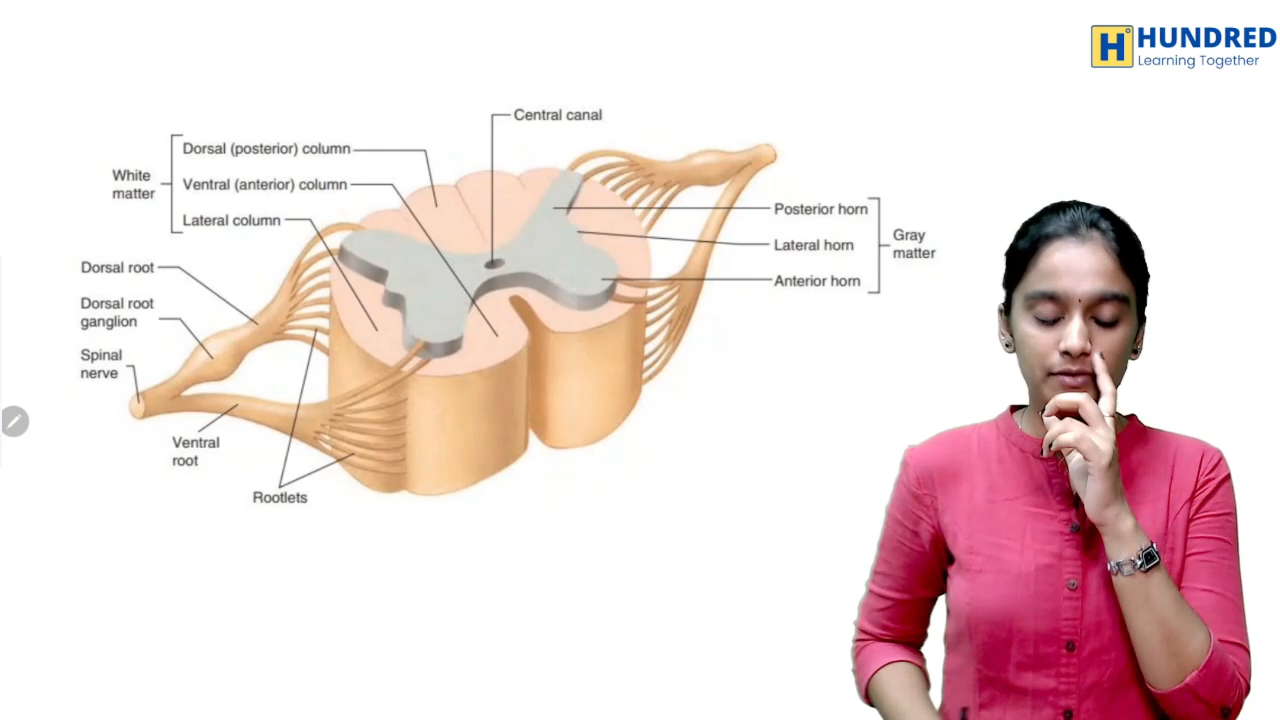 H° HUNDRED
Learning Together
Central canal
Dorsal (posterior) column
White
matter
Ventral (anterior) column
Lateral column
Posterior horn
Lateral horn
Gray
matter
Anterior horn
Dorsal root
Dorsal root
ganglion
Spinal
nerve
Ventral
root
Rootlets